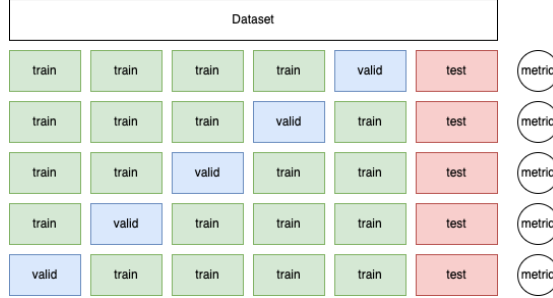 Dataset
train train train train valid test metric
train train train valid train test metric
train train valid train train test metric
train valid train train train test metric
valid train train train train test metric